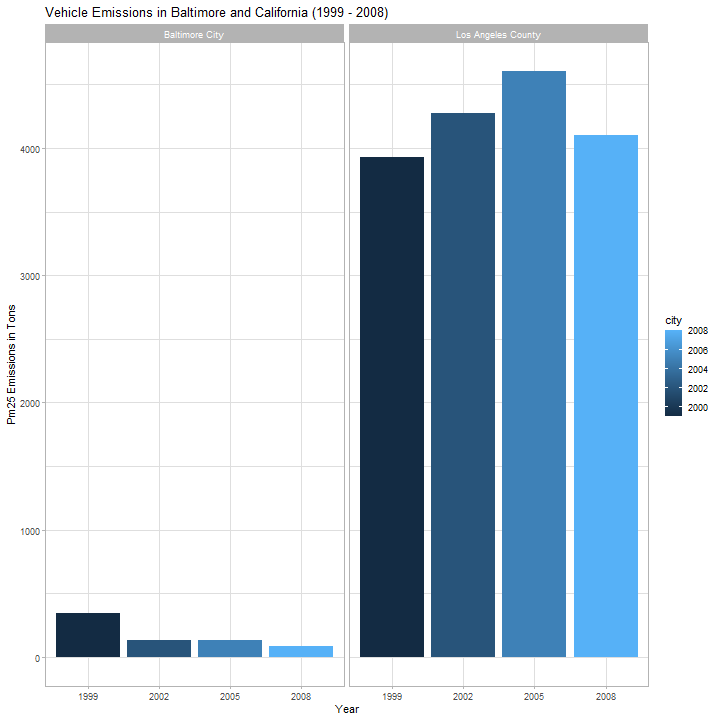 Vehicle Emissions in Baltimore and California (1999 - 2008)
Baltimore City
Los Angeles County
Pm25 Emissions in Tons
4000
3000
2000
1000
0
1999 2002 2005 2008
1999 2002 2005 2008
Year
city
2008
2006
2004
2002
2000